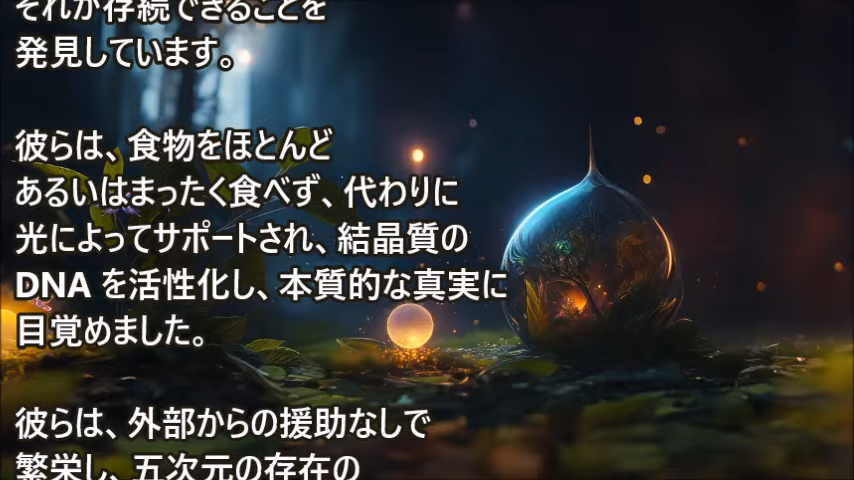 それが存続できることを
発見しています。
彼らは、食物をほとんど
あるいはまったく食べず、代わりに
光によってサポートされ、結晶質の
DNA を活性化し、本質的な真実に
目覚めました。
彼らは、外部からの援助なしで
繁栄し、五次元の存在の